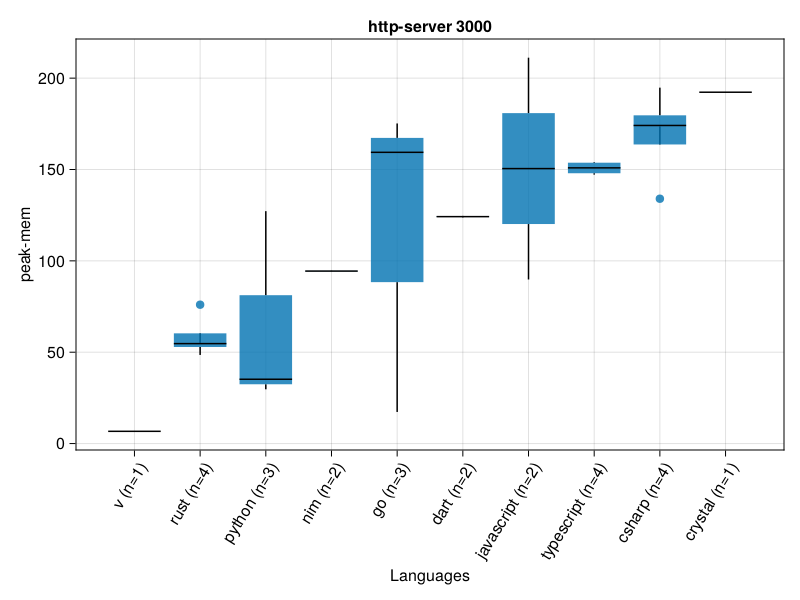 http-server 3000
peak-mem
200
150
100
50
0
v (n=1)
rust (n=4)
python (n=3)
nim (n=2)
go (n=3)
dart (n=2)
javascript (n=2)
typescript (n=4)
csharp (n=4)
crystal (n=1)
Languages